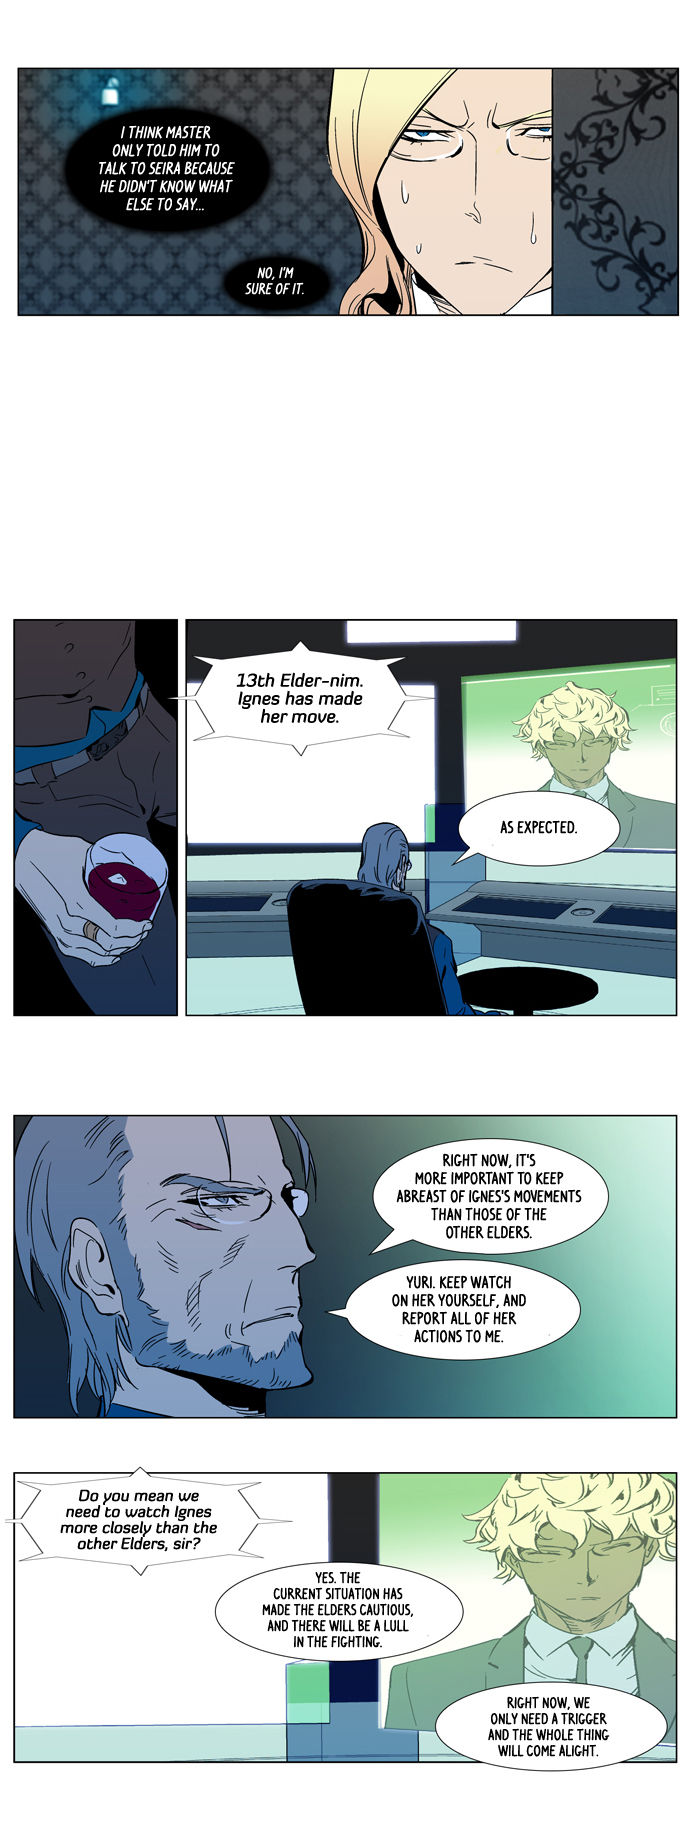 I THINK MASTER
ONLY TOLD HIM TO
TALK TO SEIRA BECAUSE
HE DIDN'T KNOW WHAT
ELSE TO SAY...
NO, I'M
SURE OF IT.
13th Elder-nim.
Ignes has made
her move.
AS EXPECTED.
RIGHT NOW, IT'S
MORE IMPORTANT TO KEEP
ABREAST OF IGNES'S MOVEMENTS
THAN THOSE OF THE
OTHER ELDERS.
YURI. KEEP WATCH
ON HER YOURSELF, AND
REPORT ALL OF HER
ACTIONS TO ME.
Do you mean we
need to watch Ignes
more closely than the
other Elders, sir?
YES. THE
CURRENT SITUATION HAS
MADE THE ELDERS CAUTIOUS,
AND THERE WILL BE A LULL
IN THE FIGHTING.
RIGHT NOW, WE
ONLY NEED A TRIGGER
AND THE WHOLE THING
WILL COME ALIGHT.